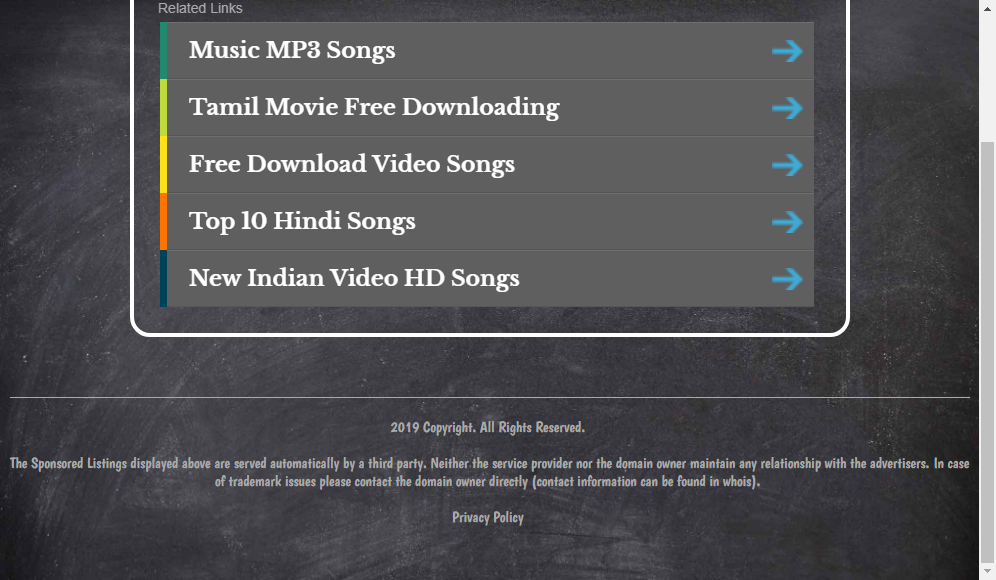 Related Links
Music MP3 Songs
Tamil Movie Free Downloading
Free Download Video Songs
Top 10 Hindi Songs
New Indian Video HD Songs
2019 Copyright. All Rights Reserved.
The Sponsored Listings displayed above are served automatically by a third party. Neither the service provider nor the domain owner maintain any relationship with the advertisers. In case
of trademark issues please contact the domain owner directly (contact information can be found in whois).
Privacy Policy